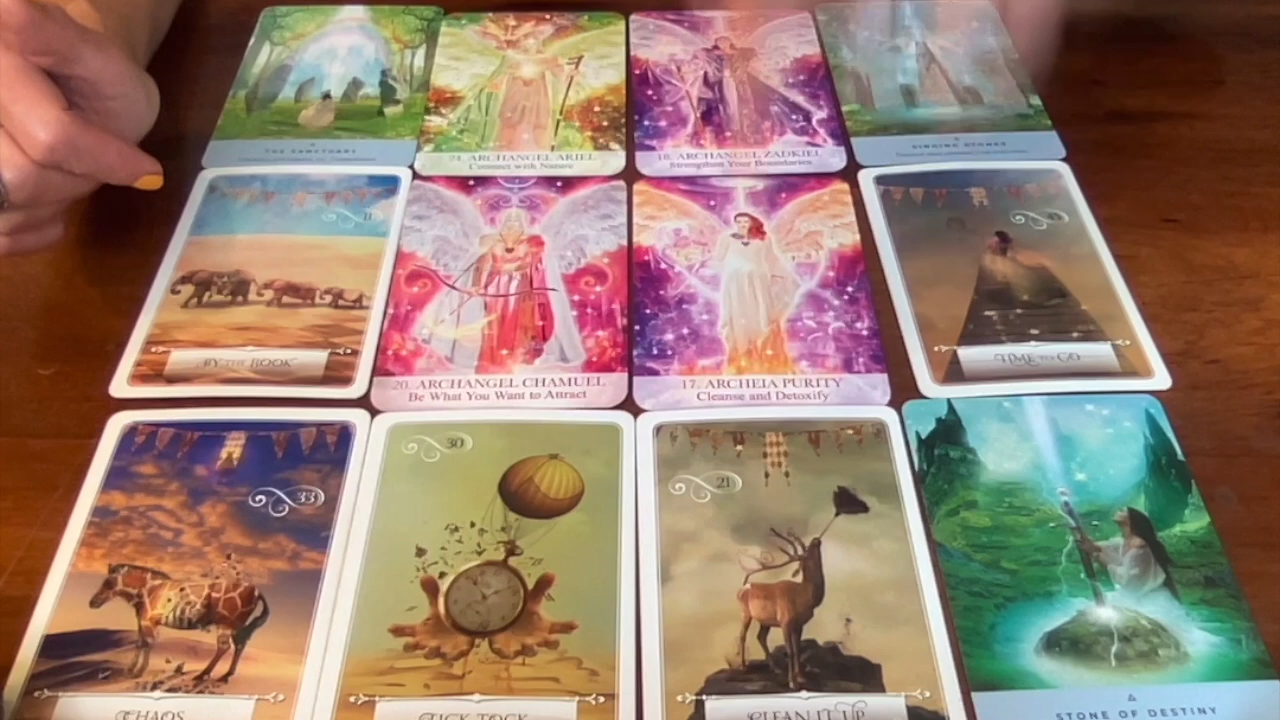 THE SANCTUARY
24. ARCHANGEL ARIEL
Connect with Nature
18. ARCHANGEL ZADKIEL
Strengthen Your Boundaries
SINGING STONES
11
BY THE BOOK
20. ARCHANGEL CHAMUEL
Be What You Want to Attract
17. ARCHEIA PURITY
Cleanse and Detoxify
TIME TO GO
33
CHAOS
30
TICK TOCK
21
CLEAN IT UP
STONE OF DESTINY